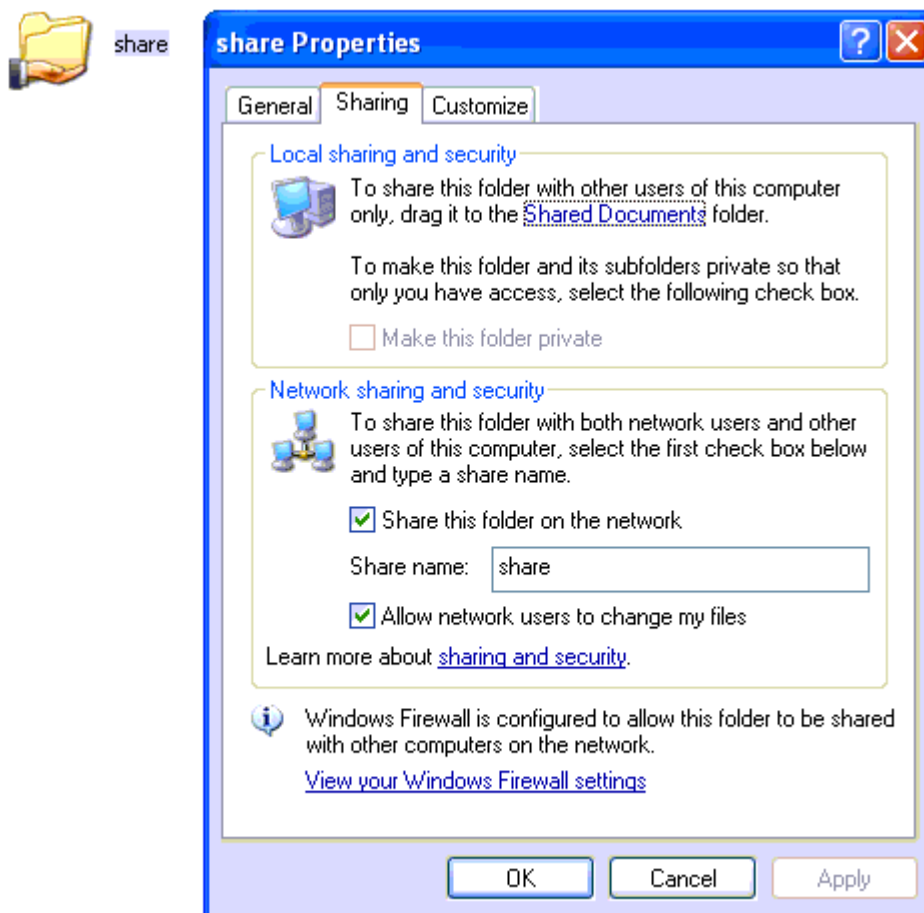 share
share Properties
General
Sharing
Customize
Local sharing and security
To share this folder with other users of this computer
only, drag it to the Shared Documents folder.
To make this folder and its subfolders private so that
only you have access, select the following check box.
Make this folder private
Network sharing and security
To share this folder with both network users and other
users of this computer, select the first check box below
and type a share name.
Share this folder on the network
Share name: share
Allow network users to change my files
Learn more about sharing and security.
Windows Firewall is configured to allow this folder to be shared
with other computers on the network.
View your Windows Firewall settings
OK
Cancel
Apply